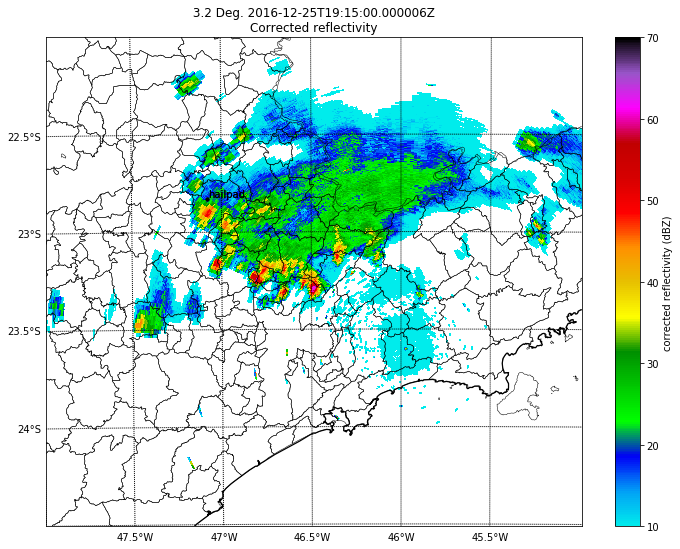 3.2 Deg. 2016-12-25T19:15:00.000006Z
Corrected reflectivity
70
60
50
40
30
20
10
corrected reflectivity (dBZ)
22.5°S
23°S
23.5°S
24°S
hailpad
47.5°W
47°W
46.5°W
46°W
45.5°W